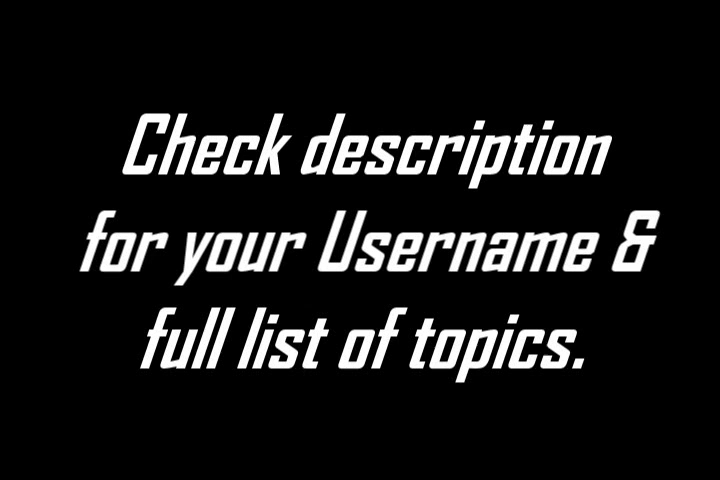 Check description
for your Username &
full list of topics.